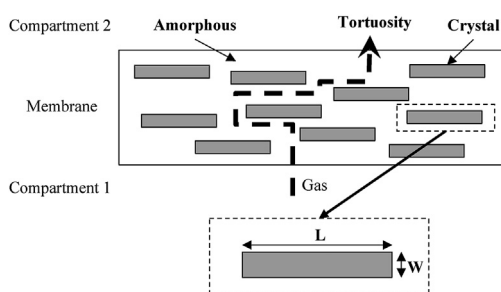 Compartment 2
Amorphous
Tortuosity
Crystal
Membrane
Compartment 1
Gas
L
W